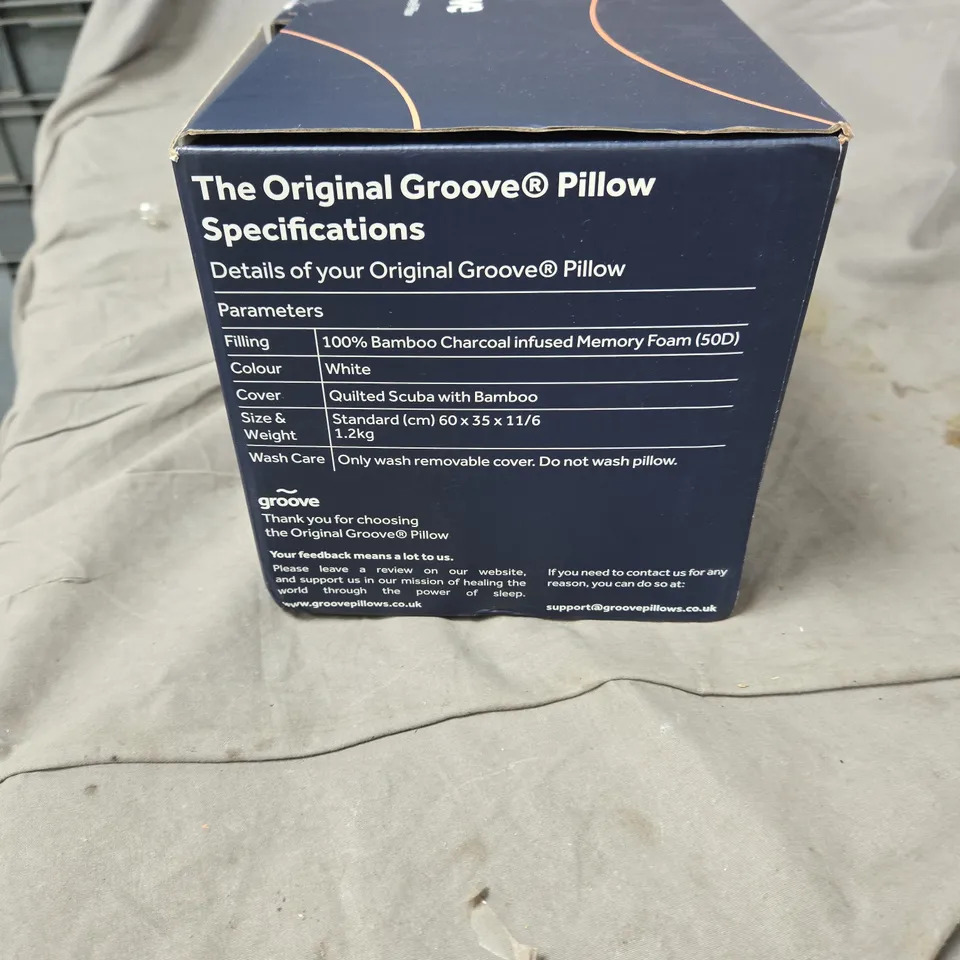 The Original Groove® Pillow
Specifications
Details of your Original Groove® Pillow
Parameters
Filling 100% Bamboo Charcoal infused Memory Foam (50D)
Colour White
Cover Quilted Scuba with Bamboo
Size & Weight Standard (cm) 60 x 35 x 11/6
1.2kg
Wash Care Only wash removable cover. Do not wash pillow.
groove
Thank you for choosing
the Original Groove® Pillow
Your feedback means a lot to us.
Please leave a review on our website,
and support us in our mission of healing the
world through the power of sleep.
www.groovepillows.co.uk
If you need to contact us for any
reason, you can do so at:
support@groovepillows.co.uk